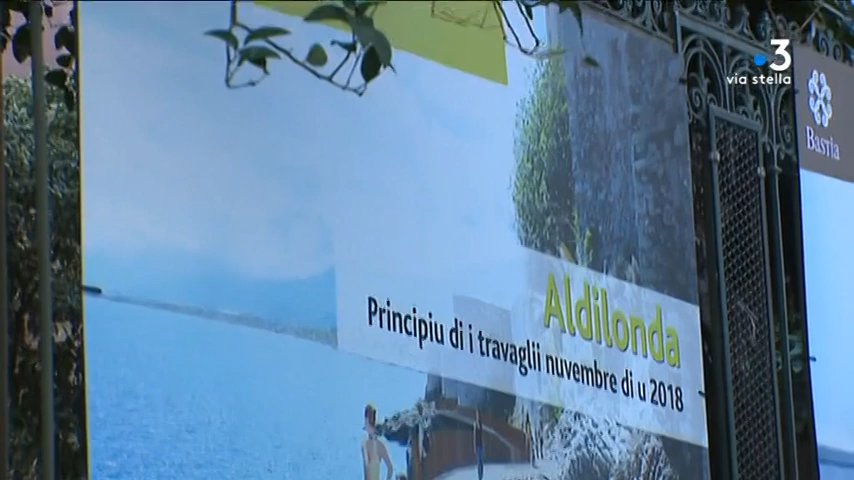 3
via stella
Bastia
Aldilonda
Principiu di i travaglii nuvembre di u 2018